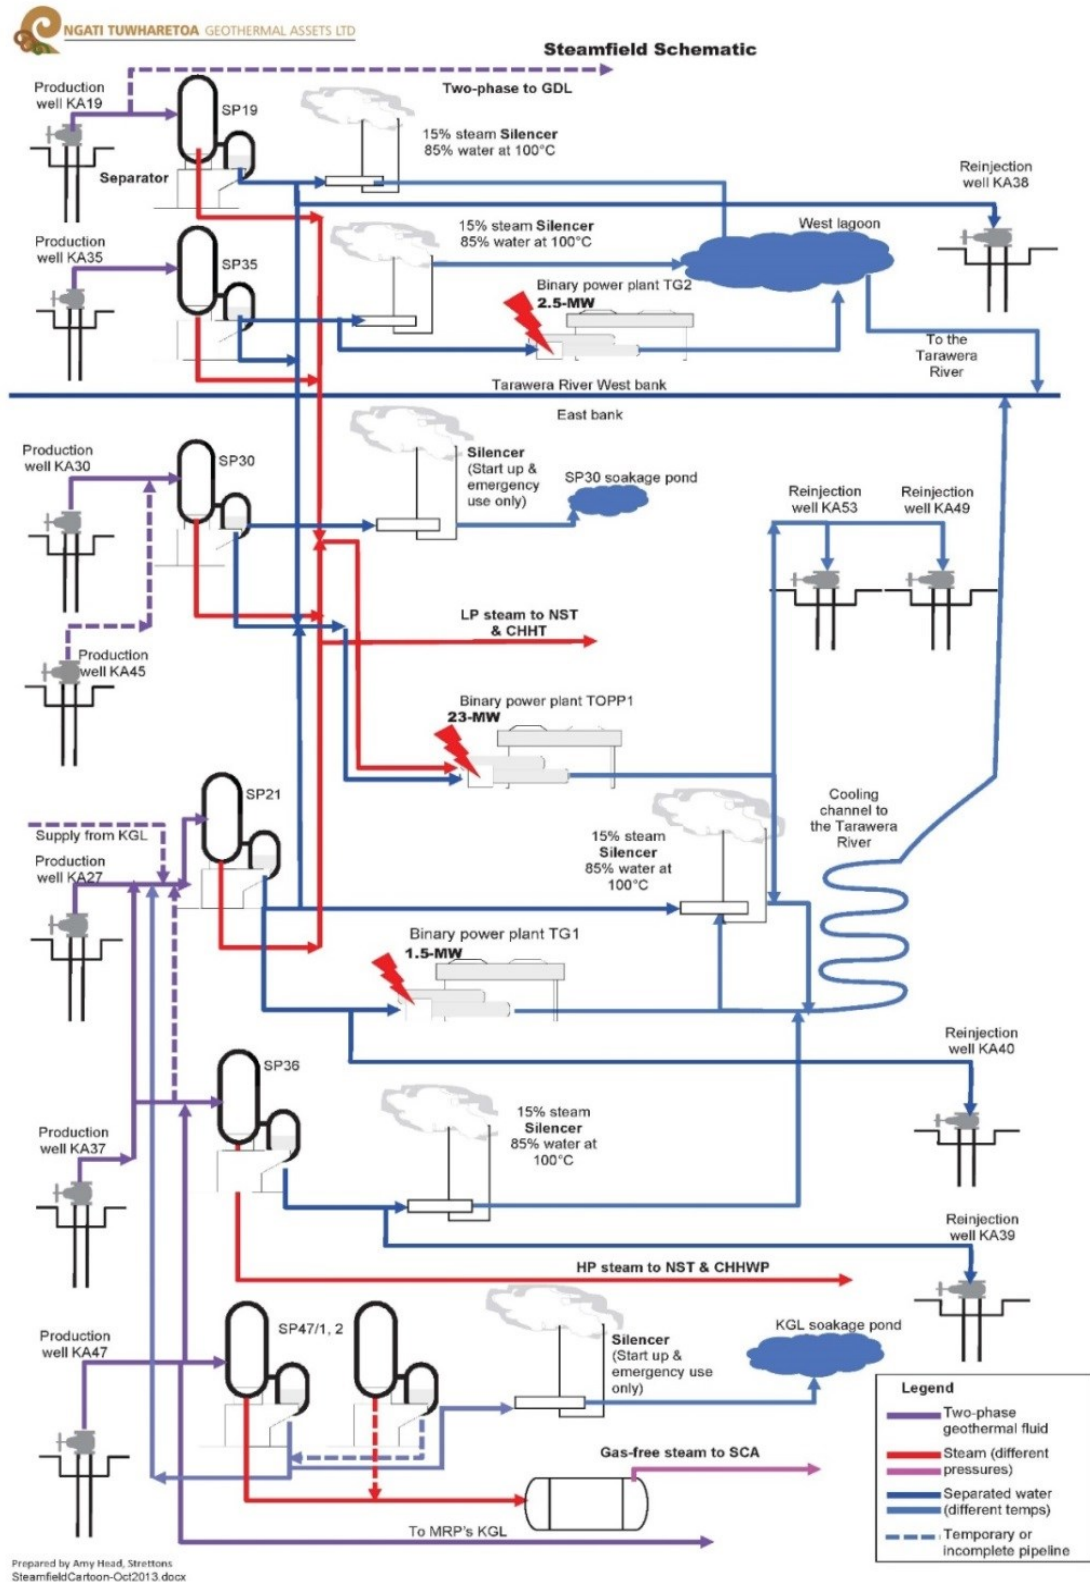 NGATI TUWHARETOA GEOTHERMAL ASSETS LTD
Steamfield Schematic
Production
well KA19
SP19
Two-phase to GDL
15% steam Silencer
85% water at 100°C
Separator
Reinjection
well KA38
Production
well KA35
SP35
15% steam Silencer
85% water at 100°C
West lagoon
Binary power plant TG2
2.5-MW
To the
Tarawera
River
Tarawera River West bank
East bank
Production
well KA30
SP30
Silencer
(Start up &
emergency
use only)
SP30 soakage pond
Reinjection
well KA53
Reinjection
well KA49
LP steam to NST
& CHHT
Production
well KA45
Binary power plant TOPP1
23-MW
SP21
Supply from KGL
Production
well KA27
15% steam
Silencer
85% water at
100°C
Cooling
channel to
the Tarawera
River
Binary power plant TG1
1.5-MW
Reinjection
well KA40
SP36
15% steam
Silencer
85% water at
100°C
Production
well KA37
Reinjection
well KA39
HP steam to NST & CHHWP
Production
well KA47
SP47/1, 2
Silencer
(Start up &
emergency use
only)
KGL soakage pond
Gas-free steam to SCA
To MRP's KGL
Legend
Two-phase
geothermal fluid
Steam (different
pressures)
Separated water
(different temps)
Temporary or
incomplete pipeline
Prepared by Amy Head, Strettons
SteamfieldCartoon-Oct2013.docx